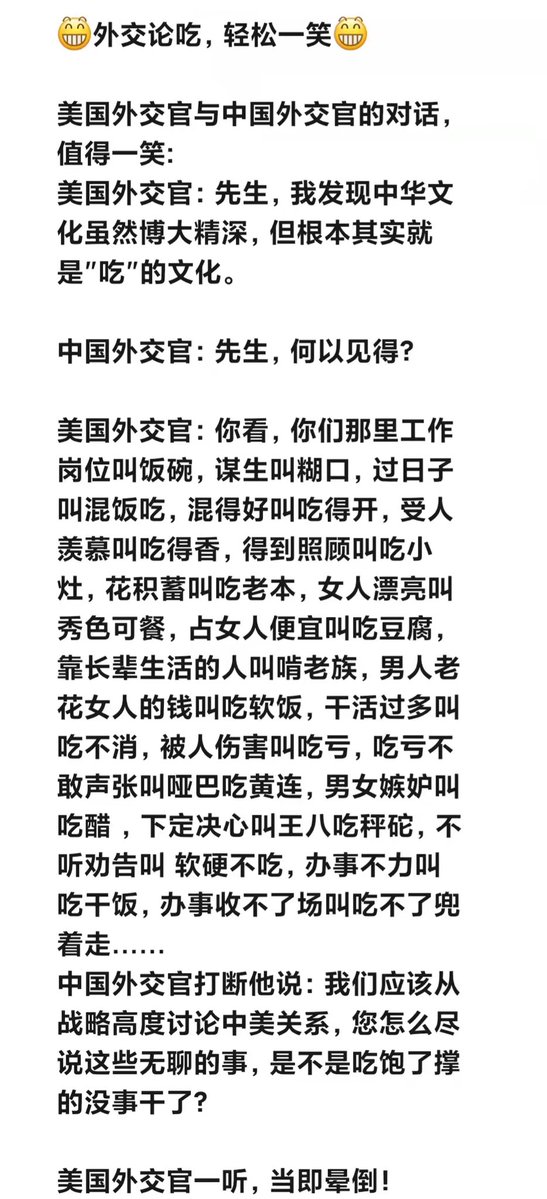 😁外交论吃，轻松一笑😁
美国外交官与中国外交官的对话，
值得一笑：
美国外交官：先生，我发现中华文
化虽然博大精深，但根本其实就
是"吃"的文化。
中国外交官：先生，何以见得？
美国外交官：你看，你们那里工作
岗位叫饭碗，谋生叫糊口，过日子
叫混饭吃，混得好叫吃得开，受人
羡慕叫吃得香，得到照顾叫吃小
灶，花积蓄叫吃老本，女人漂亮叫
秀色可餐，占女人便宜叫吃豆腐，
靠长辈生活的人叫啃老族，男人老
花女人的钱叫吃软饭，干活过多叫
吃不消，被人伤害叫吃亏，吃亏不
敢声张叫哑巴吃黄连，男女嫉妒叫
吃醋 ，下定决心叫王八吃秤砣，不
听劝告叫 软硬不吃，办事不力叫
吃干饭，办事收不了场叫吃不了兜
着走……
中国外交官打断他说：我们应该从
战略高度讨论中美关系，您怎么尽
说这些无聊的事，是不是吃饱了撑
的没事干了？
美国外交官一听，当即晕倒！